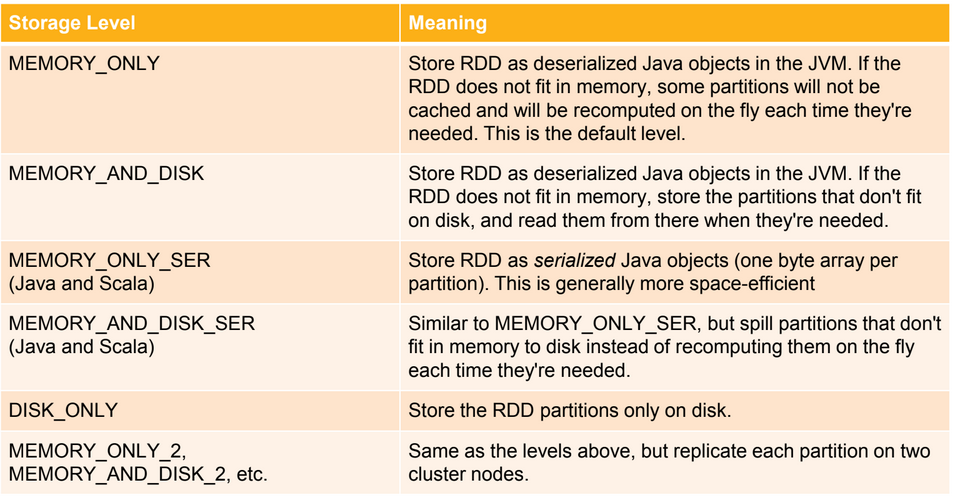 Storage Level
Meaning
MEMORY_ONLY
Store RDD as deserialized Java objects in the JVM. If the
RDD does not fit in memory, some partitions will not be
cached and will be recomputed on the fly each time they're
needed. This is the default level.
MEMORY_AND_DISK
Store RDD as deserialized Java objects in the JVM. If the
RDD does not fit in memory, store the partitions that don't fit
on disk, and read them from there when they're needed.
MEMORY_ONLY_SER
(Java and Scala)
Store RDD as serialized Java objects (one byte array per
partition). This is generally more space-efficient
MEMORY_AND_DISK_SER
(Java and Scala)
Similar to MEMORY_ONLY_SER, but spill partitions that don't
fit in memory to disk instead of recomputing them on the fly
each time they're needed.
DISK_ONLY
Store the RDD partitions only on disk.
MEMORY_ONLY_2,
MEMORY_AND_DISK_2, etc.
Same as the levels above, but replicate each partition on two
cluster nodes.